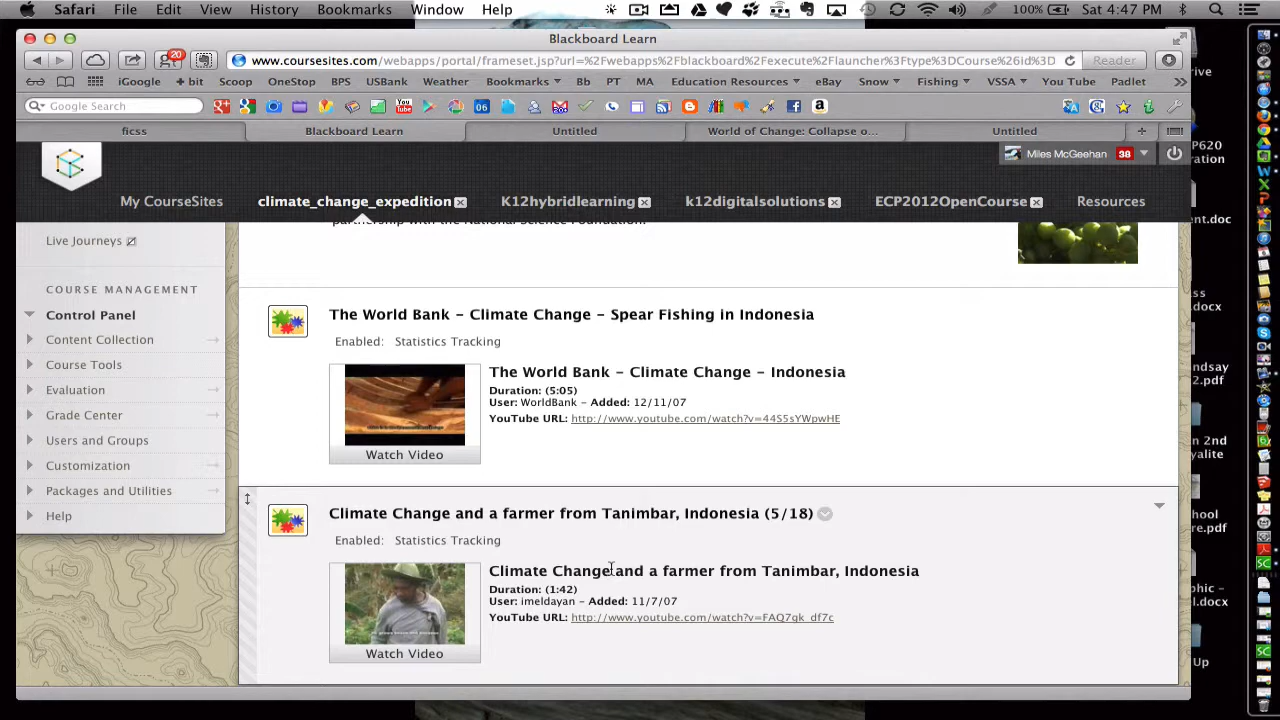 Safari File Edit View History Bookmarks Window Help 100% Sat 4:47 PM
Blackboard Learn
20 www.coursesites.com/webapps/portal/frameset.jsp?url=%2Fwebapps%2Fblackboard%2Fexecute%2Flauncher%3Ftype%3DCourse%26id%3D Reader
iGoogle + bit Scoop OneStop BPS USBank Weather Bookmarks Bb PT MA Education Resources eBay Snow Fishing VSSA You Tube Padlet
Google Search
ficss Blackboard Learn Untitled World of Change: Collapse o... Untitled
Miles McGeehan 38
My CourseSites climate_change_expedition K12hybridlearning k12digitalsolutions ECP2012OpenCourse Resources
Live Journeys
COURSE MANAGEMENT
Control Panel
Content Collection
Course Tools
Evaluation
Grade Center
Users and Groups
Customization
Packages and Utilities
Help
partnership with the National Science Foundation.
The World Bank – Climate Change – Spear Fishing in Indonesia
Enabled: Statistics Tracking
The World Bank – Climate Change – Indonesia
Duration: (5:05)
User: WorldBank – Added: 12/11/07
YouTube URL: http://www.youtube.com/watch?v=44S5sYWpwHE
Watch Video
Climate Change and a farmer from Tanimbar, Indonesia (5/18)
Enabled: Statistics Tracking
Climate Change and a farmer from Tanimbar, Indonesia
Duration: (1:42)
User: imeldayan – Added: 11/7/07
YouTube URL: http://www.youtube.com/watch?v=FAQ7gk_df7c
Watch Video